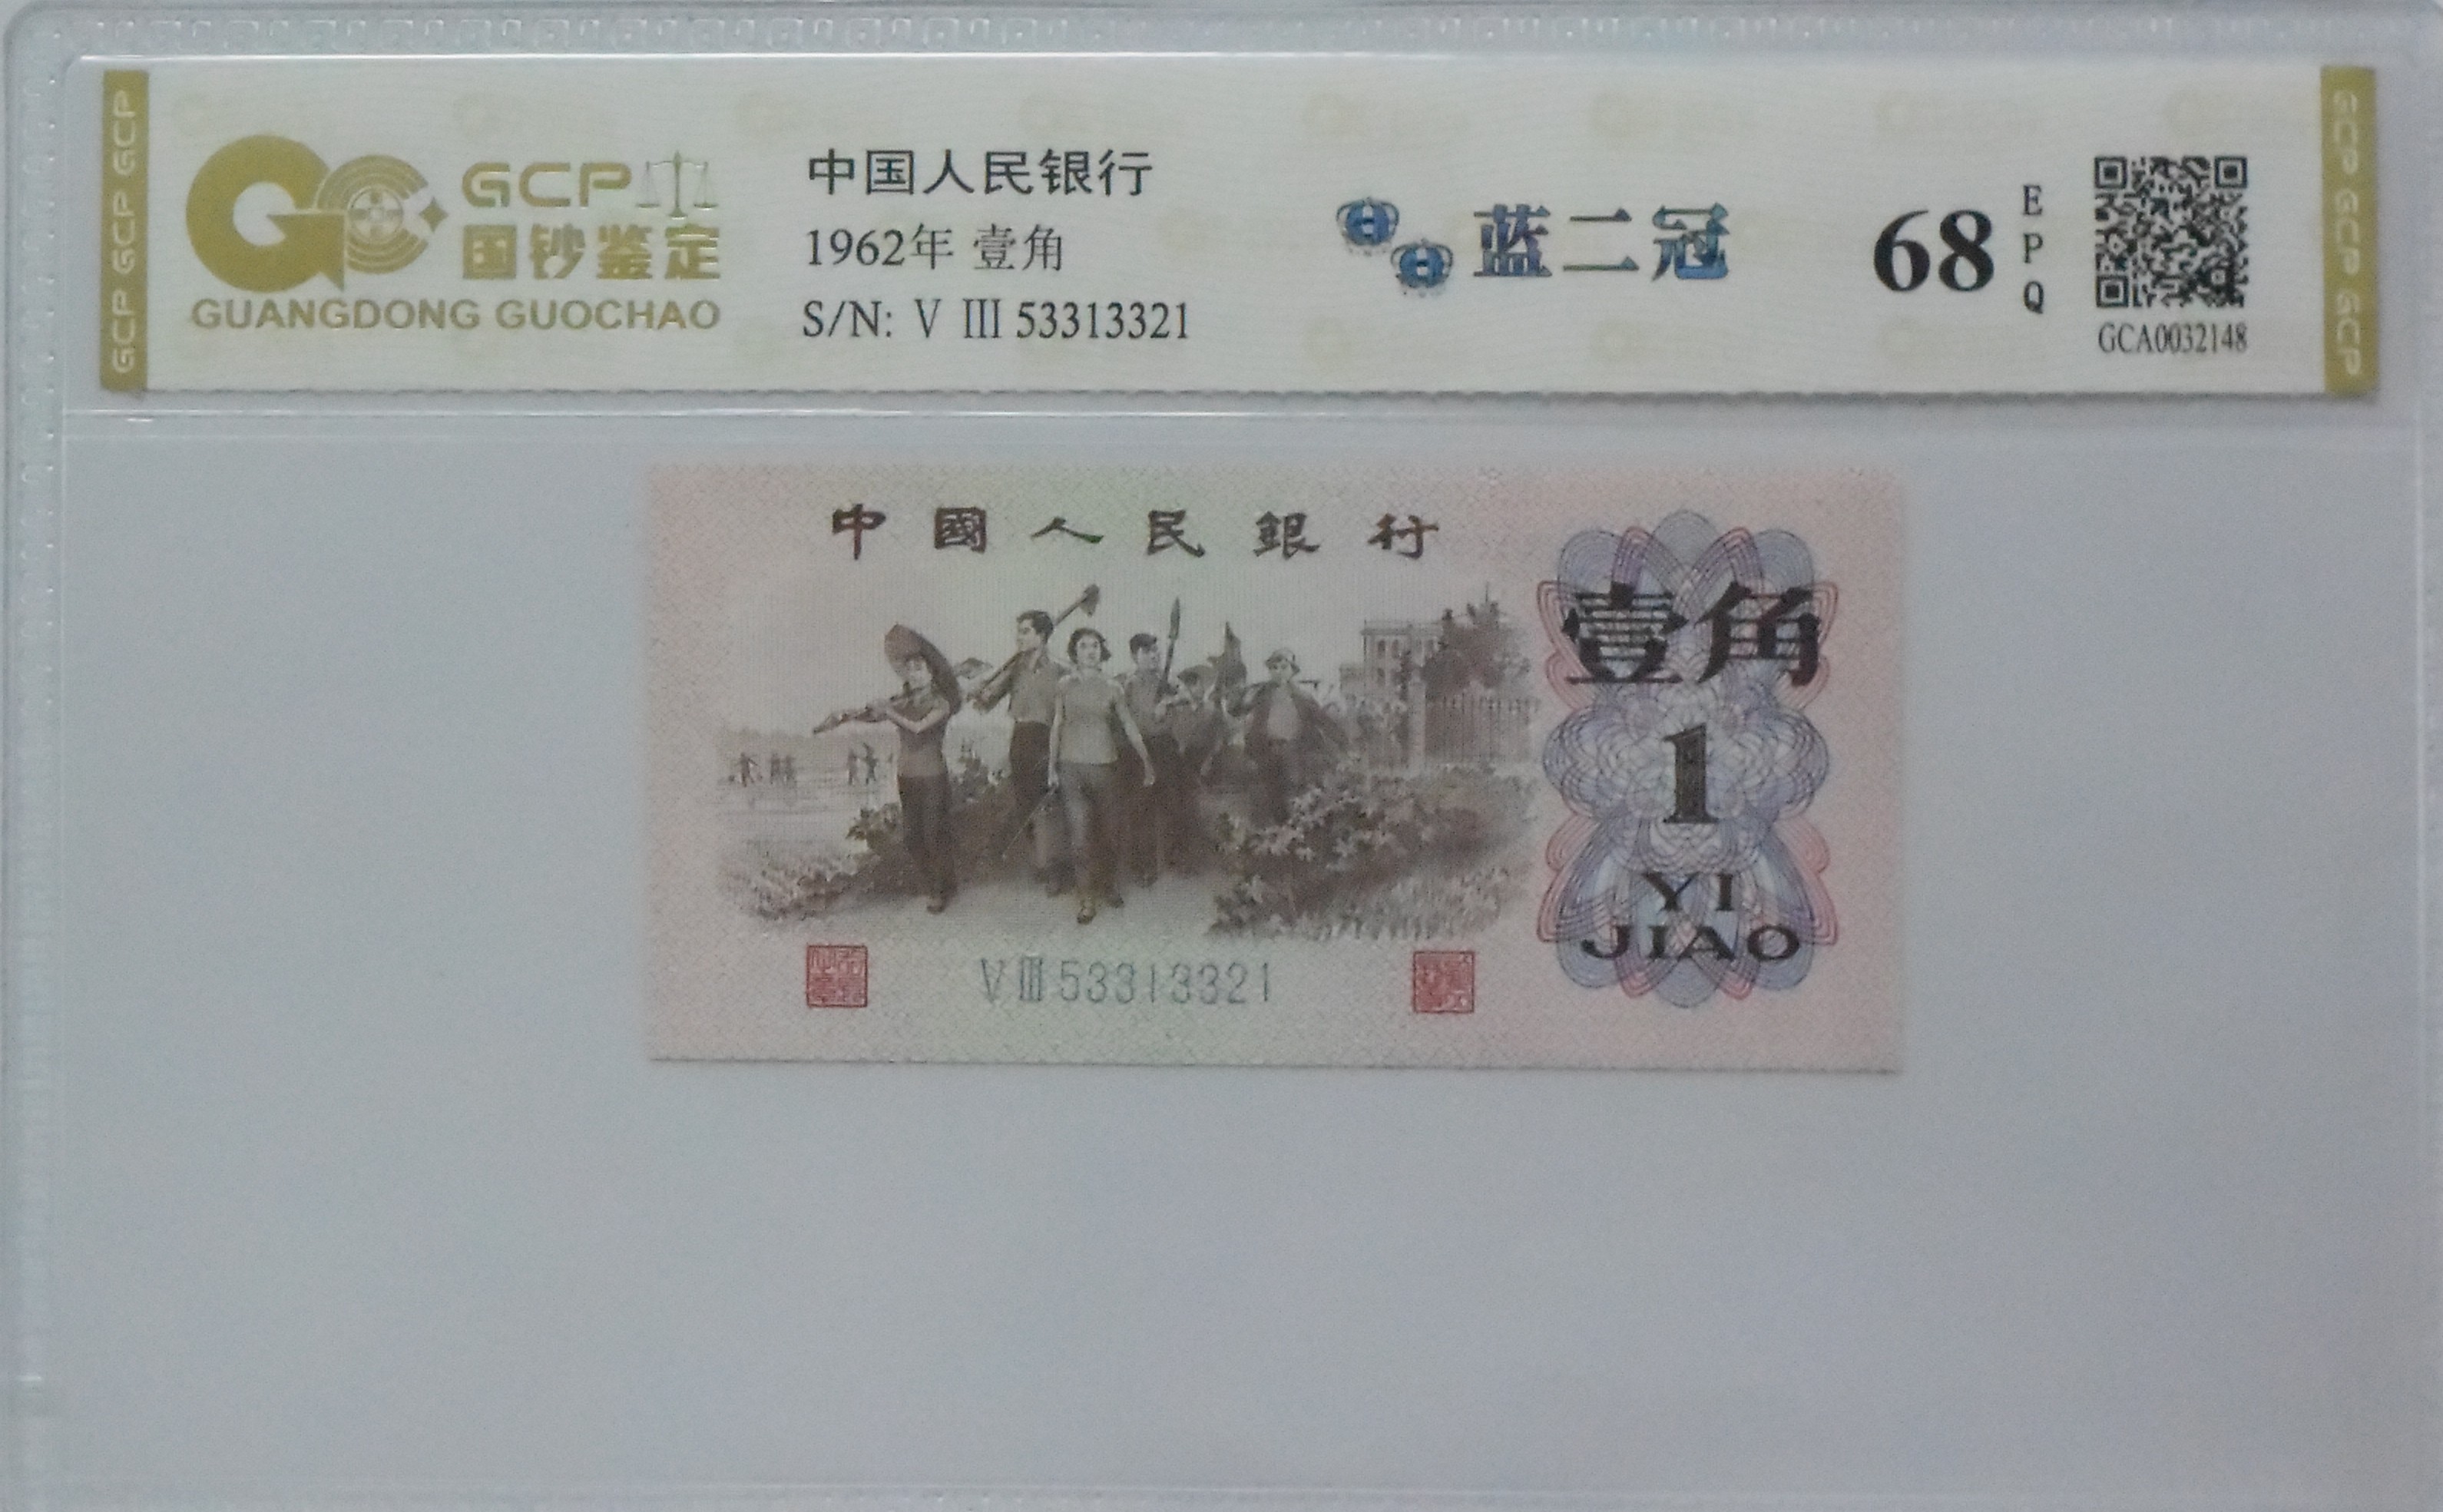 GCP GCP GCP
GCP
国钞鉴定
GUANGDONG GUOCHAO
中国人民银行
1962年 壹角
S/N: V III 53313321
蓝二冠
68
EPQ
GCA0032148
GCP GCP GCP
中國人民銀行
壹角
1
YI
JIAO
V III 53313321